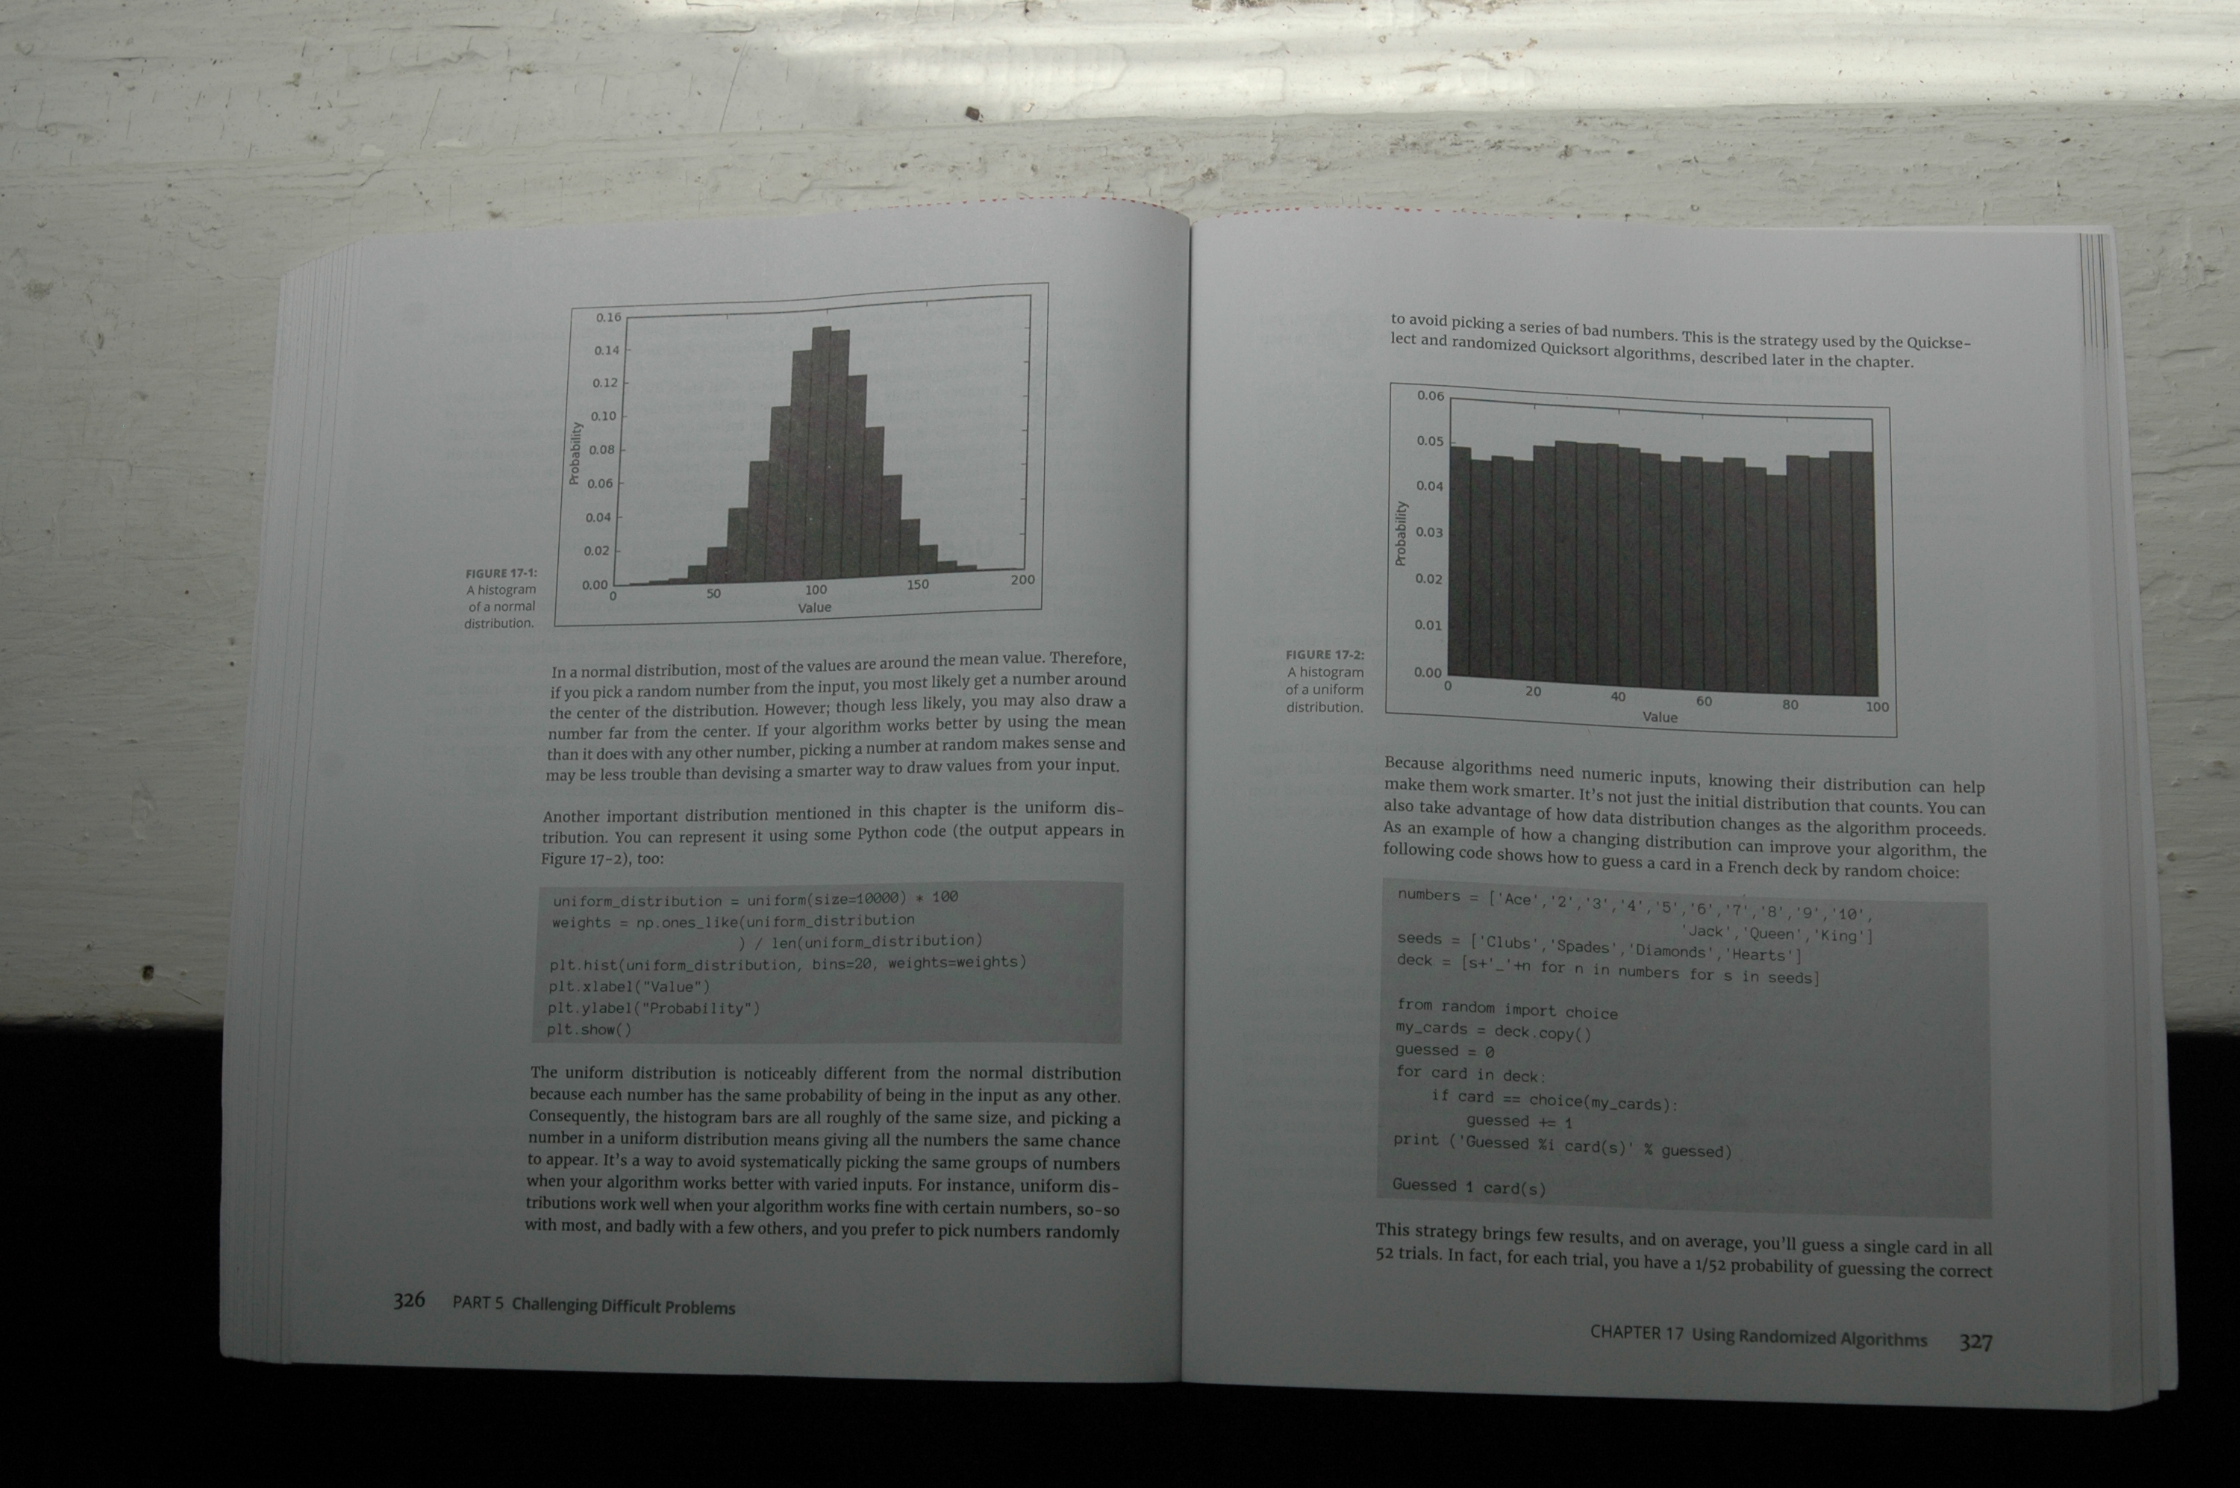 0.16
0.14
0.12
0.10
0.08
0.06
0.04
0.02
0.00
Probability
0
50
100
150
200
Value
FIGURE 17-1:
A histogram
of a normal
distribution.
In a normal distribution, most of the values are around the mean value. Therefore,
if you pick a random number from the input, you most likely get a number around
the center of the distribution. However; though less likely, you may also draw a
number far from the center. If your algorithm works better by using the mean
than it does with any other number, picking a number at random makes sense and
may be less trouble than devising a smarter way to draw values from your input.
Another important distribution mentioned in this chapter is the uniform dis-
tribution. You can represent it using some Python code (the output appears in
Figure 17-2), too:
uniform_distribution = uniform(size=10000) * 100
weights = np.ones_like(uniform_distribution
) / len(uniform_distribution)
plt.hist(uniform_distribution, bins=20, weights=weights)
plt.xlabel("Value")
plt.ylabel("Probability")
plt.show()
The uniform distribution is noticeably different from the normal distribution
because each number has the same probability of being in the input as any other.
Consequently, the histogram bars are all roughly of the same size, and picking a
number in a uniform distribution means giving all the numbers the same chance
to appear. It's a way to avoid systematically picking the same groups of numbers
when your algorithm works better with varied inputs. For instance, uniform dis-
tributions work well when your algorithm works fine with certain numbers, so-so
with most, and badly with a few others, and you prefer to pick numbers randomly
326 PART 5 Challenging Difficult Problems
to avoid picking a series of bad numbers. This is the strategy used by the Quickse-
lect and randomized Quicksort algorithms, described later in the chapter.
0.06
0.05
0.04
0.03
0.02
0.01
0.00
Probability
0
20
40
60
80
100
Value
FIGURE 17-2:
A histogram
of a uniform
distribution.
Because algorithms need numeric inputs, knowing their distribution can help
make them work smarter. It's not just the initial distribution that counts. You can
also take advantage of how data distribution changes as the algorithm proceeds.
As an example of how a changing distribution can improve your algorithm, the
following code shows how to guess a card in a French deck by random choice:
numbers = ['Ace','2','3','4','5','6','7','8','9','10',
'Jack','Queen','King']
seeds = ['Clubs','Spades','Diamonds','Hearts']
deck = [s+'_'+n for n in numbers for s in seeds]
from random import choice
my_cards = deck.copy()
guessed = 0
for card in deck:
if card == choice(my_cards):
guessed += 1
print ('Guessed %i card(s)' % guessed)
Guessed 1 card(s)
This strategy brings few results, and on average, you'll guess a single card in all
52 trials. In fact, for each trial, you have a 1/52 probability of guessing the correct
CHAPTER 17 Using Randomized Algorithms 327